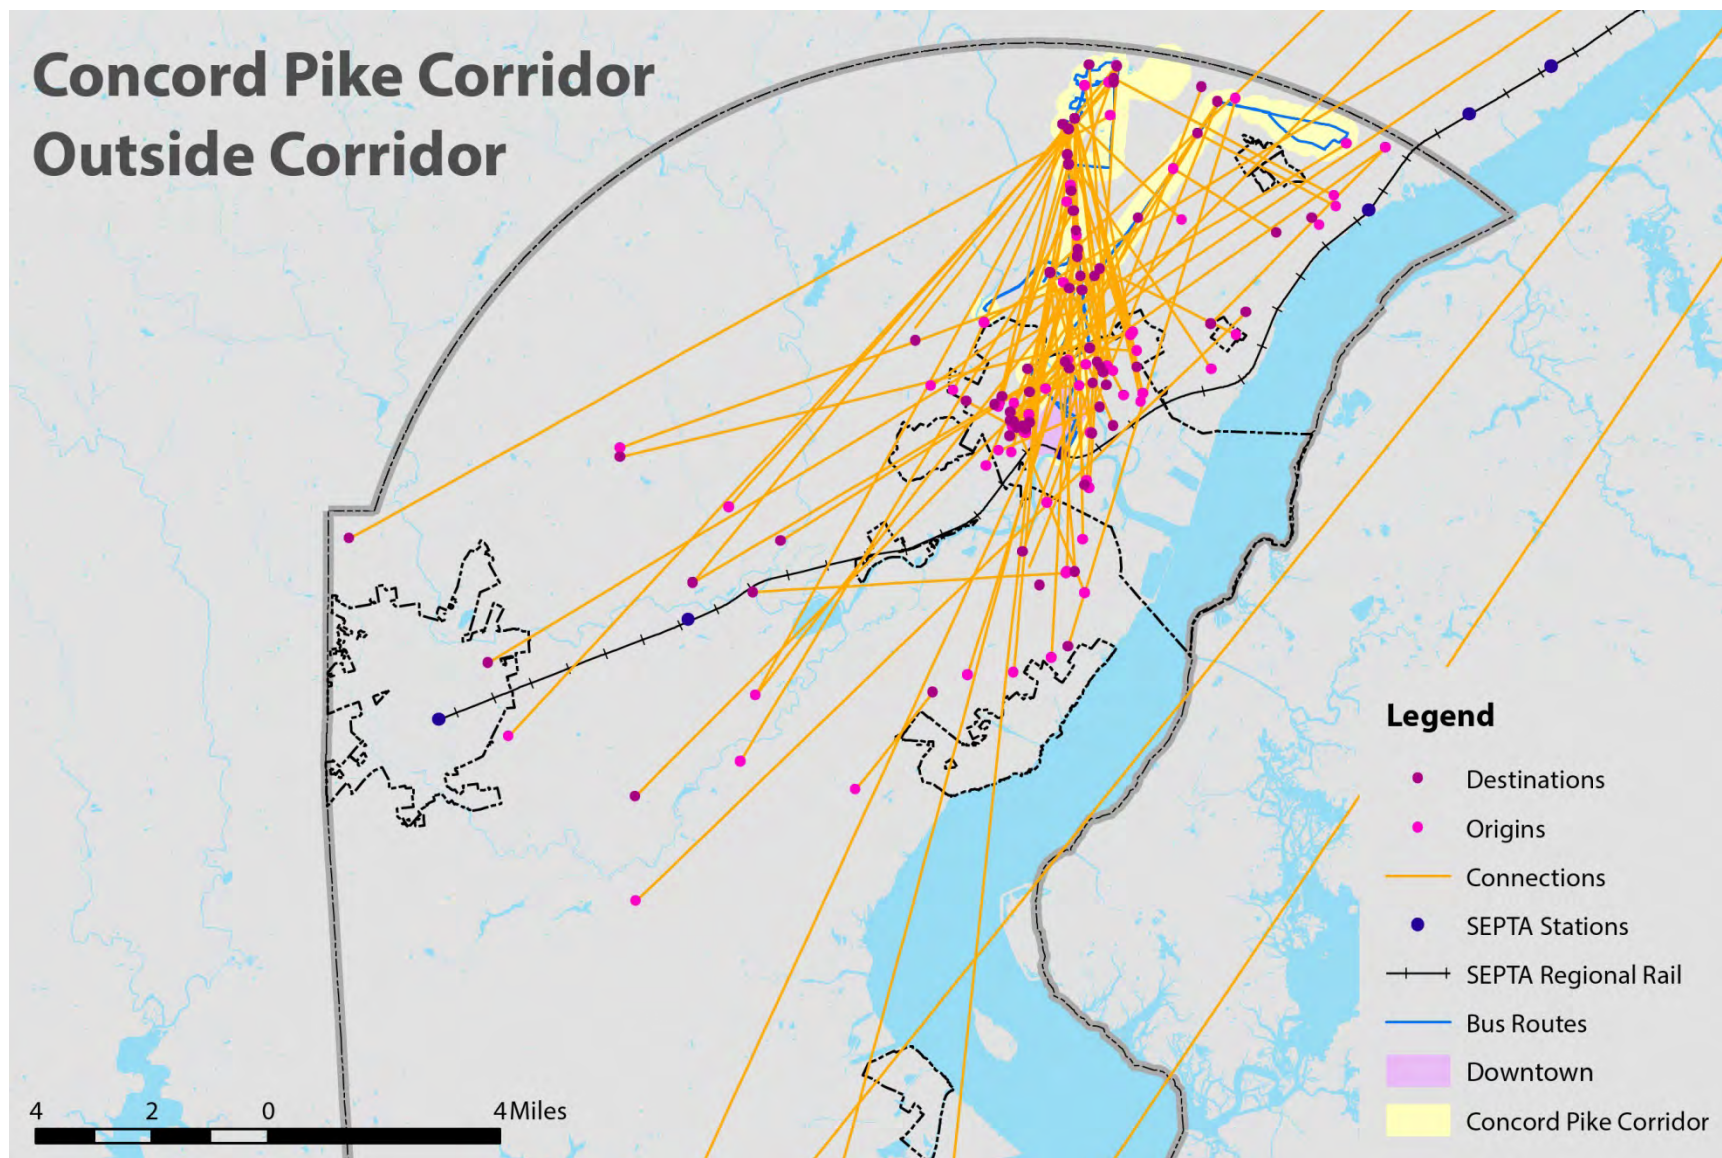 Concord Pike Corridor
Outside Corridor
Legend
Destinations
Origins
Connections
SEPTA Stations
SEPTA Regional Rail
Bus Routes
Downtown
Concord Pike Corridor
4 2 0 4 Miles